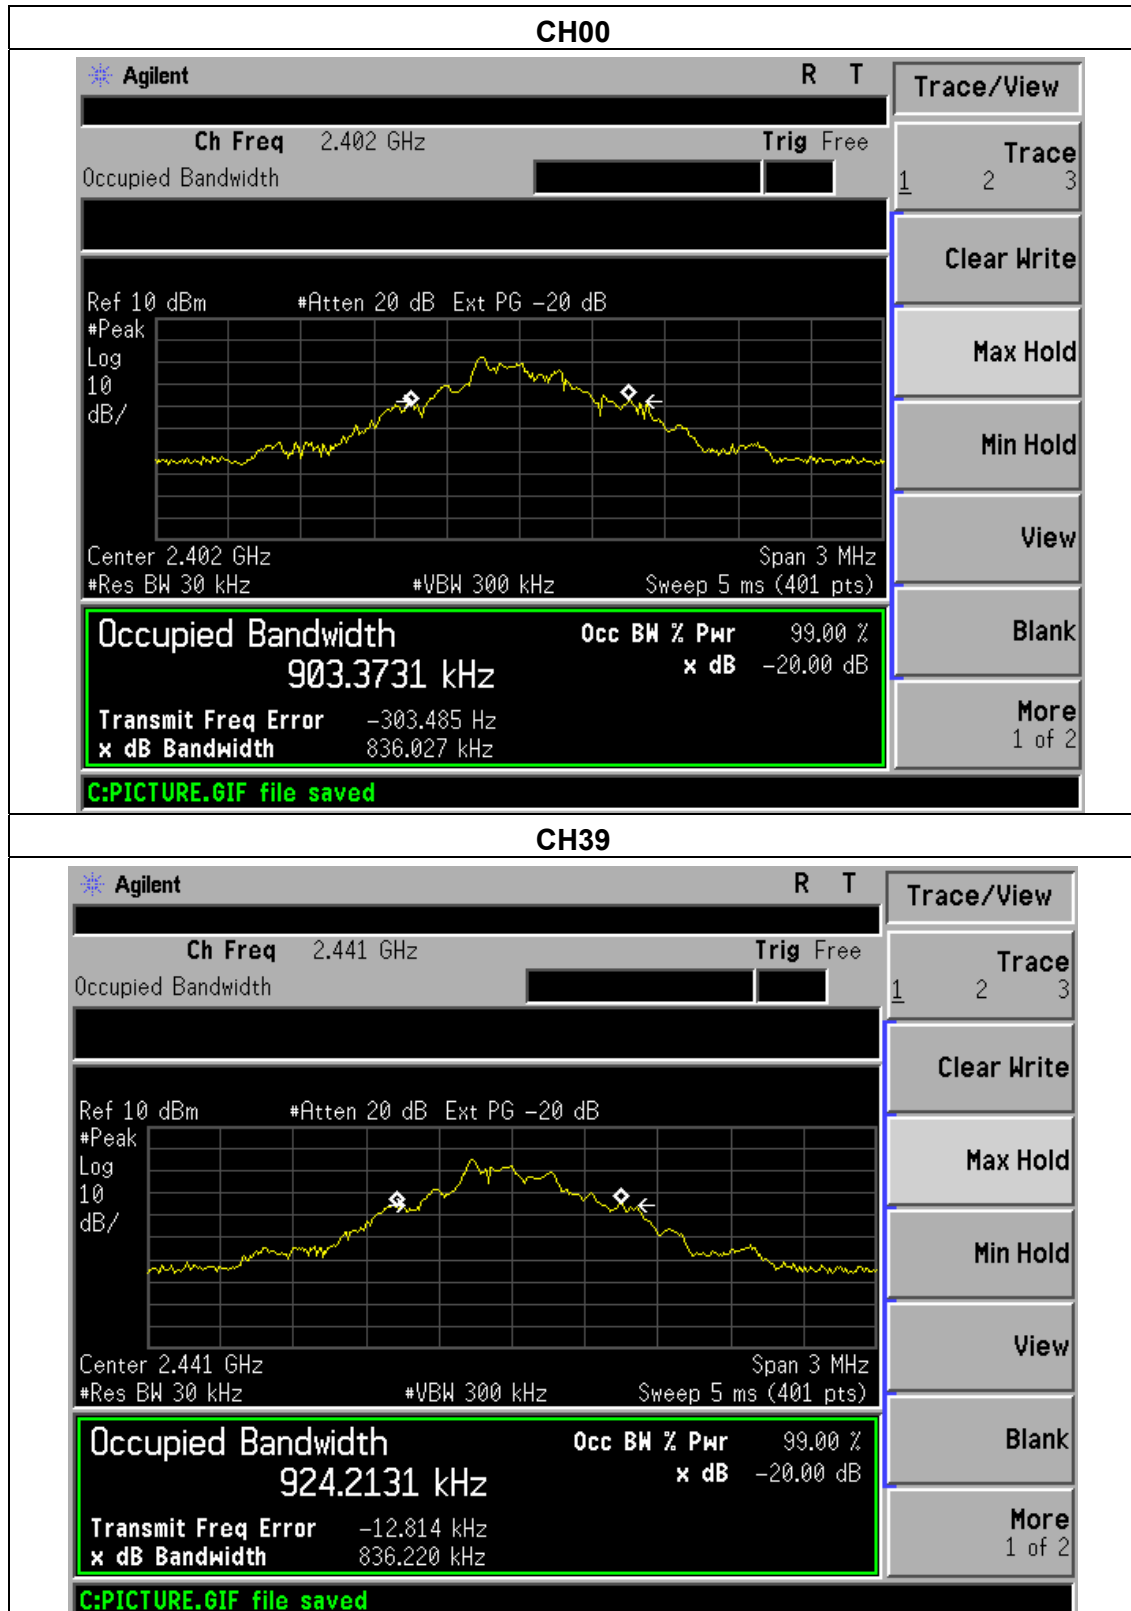 CH00
Agilent R T Trace/View
Ch Freq 2.402 GHz Trig Free
Occupied Bandwidth
Trace
1 2 3
Clear Write
Ref 10 dBm #Atten 20 dB Ext PG -20 dB
#Peak
Log
10
dB/
Max Hold
Min Hold
View
Center 2.402 GHz Span 3 MHz
#Res BW 30 kHz #VBW 300 kHz Sweep 5 ms (401 pts)
Occupied Bandwidth Occ BW % Pwr 99.00 %
903.3731 kHz x dB -20.00 dB
Blank
Transmit Freq Error -303.485 Hz
x dB Bandwidth 836.027 kHz
More
1 of 2
C:PICTURE.GIF file saved
CH39
Agilent R T Trace/View
Ch Freq 2.441 GHz Trig Free
Occupied Bandwidth
Trace
1 2 3
Clear Write
Ref 10 dBm #Atten 20 dB Ext PG -20 dB
#Peak
Log
10
dB/
Max Hold
Min Hold
View
Center 2.441 GHz Span 3 MHz
#Res BW 30 kHz #VBW 300 kHz Sweep 5 ms (401 pts)
Occupied Bandwidth Occ BW % Pwr 99.00 %
924.2131 kHz x dB -20.00 dB
Blank
Transmit Freq Error -12.814 kHz
x dB Bandwidth 836.220 kHz
More
1 of 2
C:PICTURE.GIF file saved